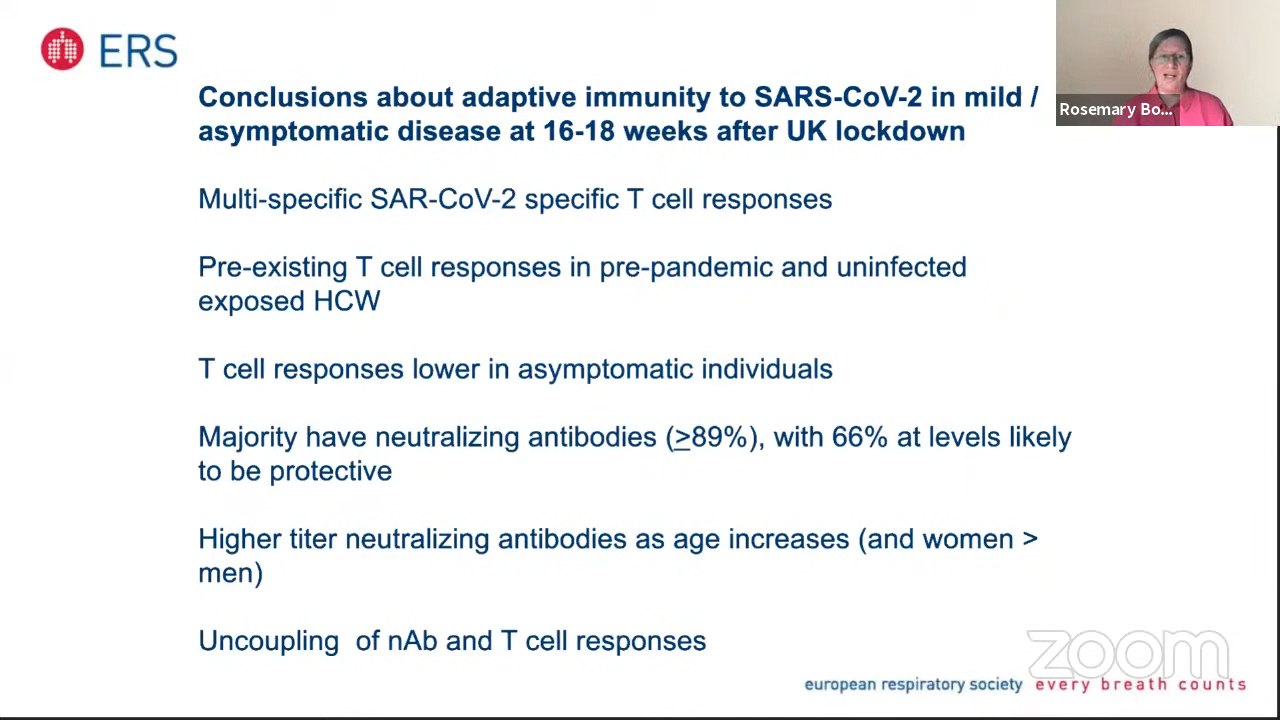 ERS
Conclusions about adaptive immunity to SARS-CoV-2 in mild /
asymptomatic disease at 16-18 weeks after UK lockdown
Rosemary Bo...
Multi-specific SAR-CoV-2 specific T cell responses
Pre-existing T cell responses in pre-pandemic and uninfected
exposed HCW
T cell responses lower in asymptomatic individuals
Majority have neutralizing antibodies (≥89%), with 66% at levels likely
to be protective
Higher titer neutralizing antibodies as age increases (and women >
men)
Uncoupling  of nAb and T cell responses
zoom
european respiratory society every breath counts